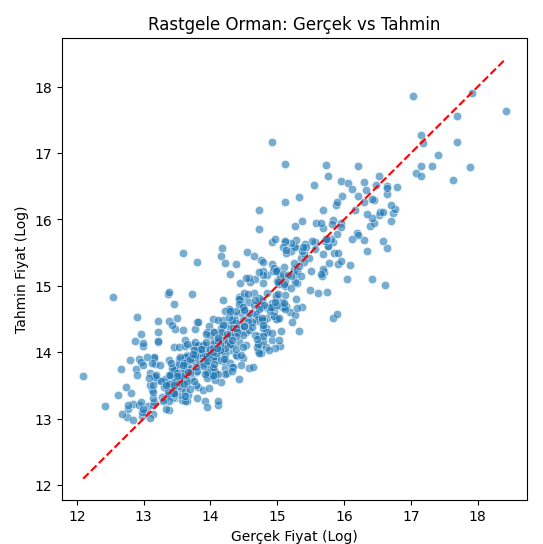 Rastgele Orman: Gerçek vs Tahmin
Tahmin Fiyat (Log)
18
17
16
15
14
13
12
12 13 14 15 16 17 18
Gerçek Fiyat (Log)